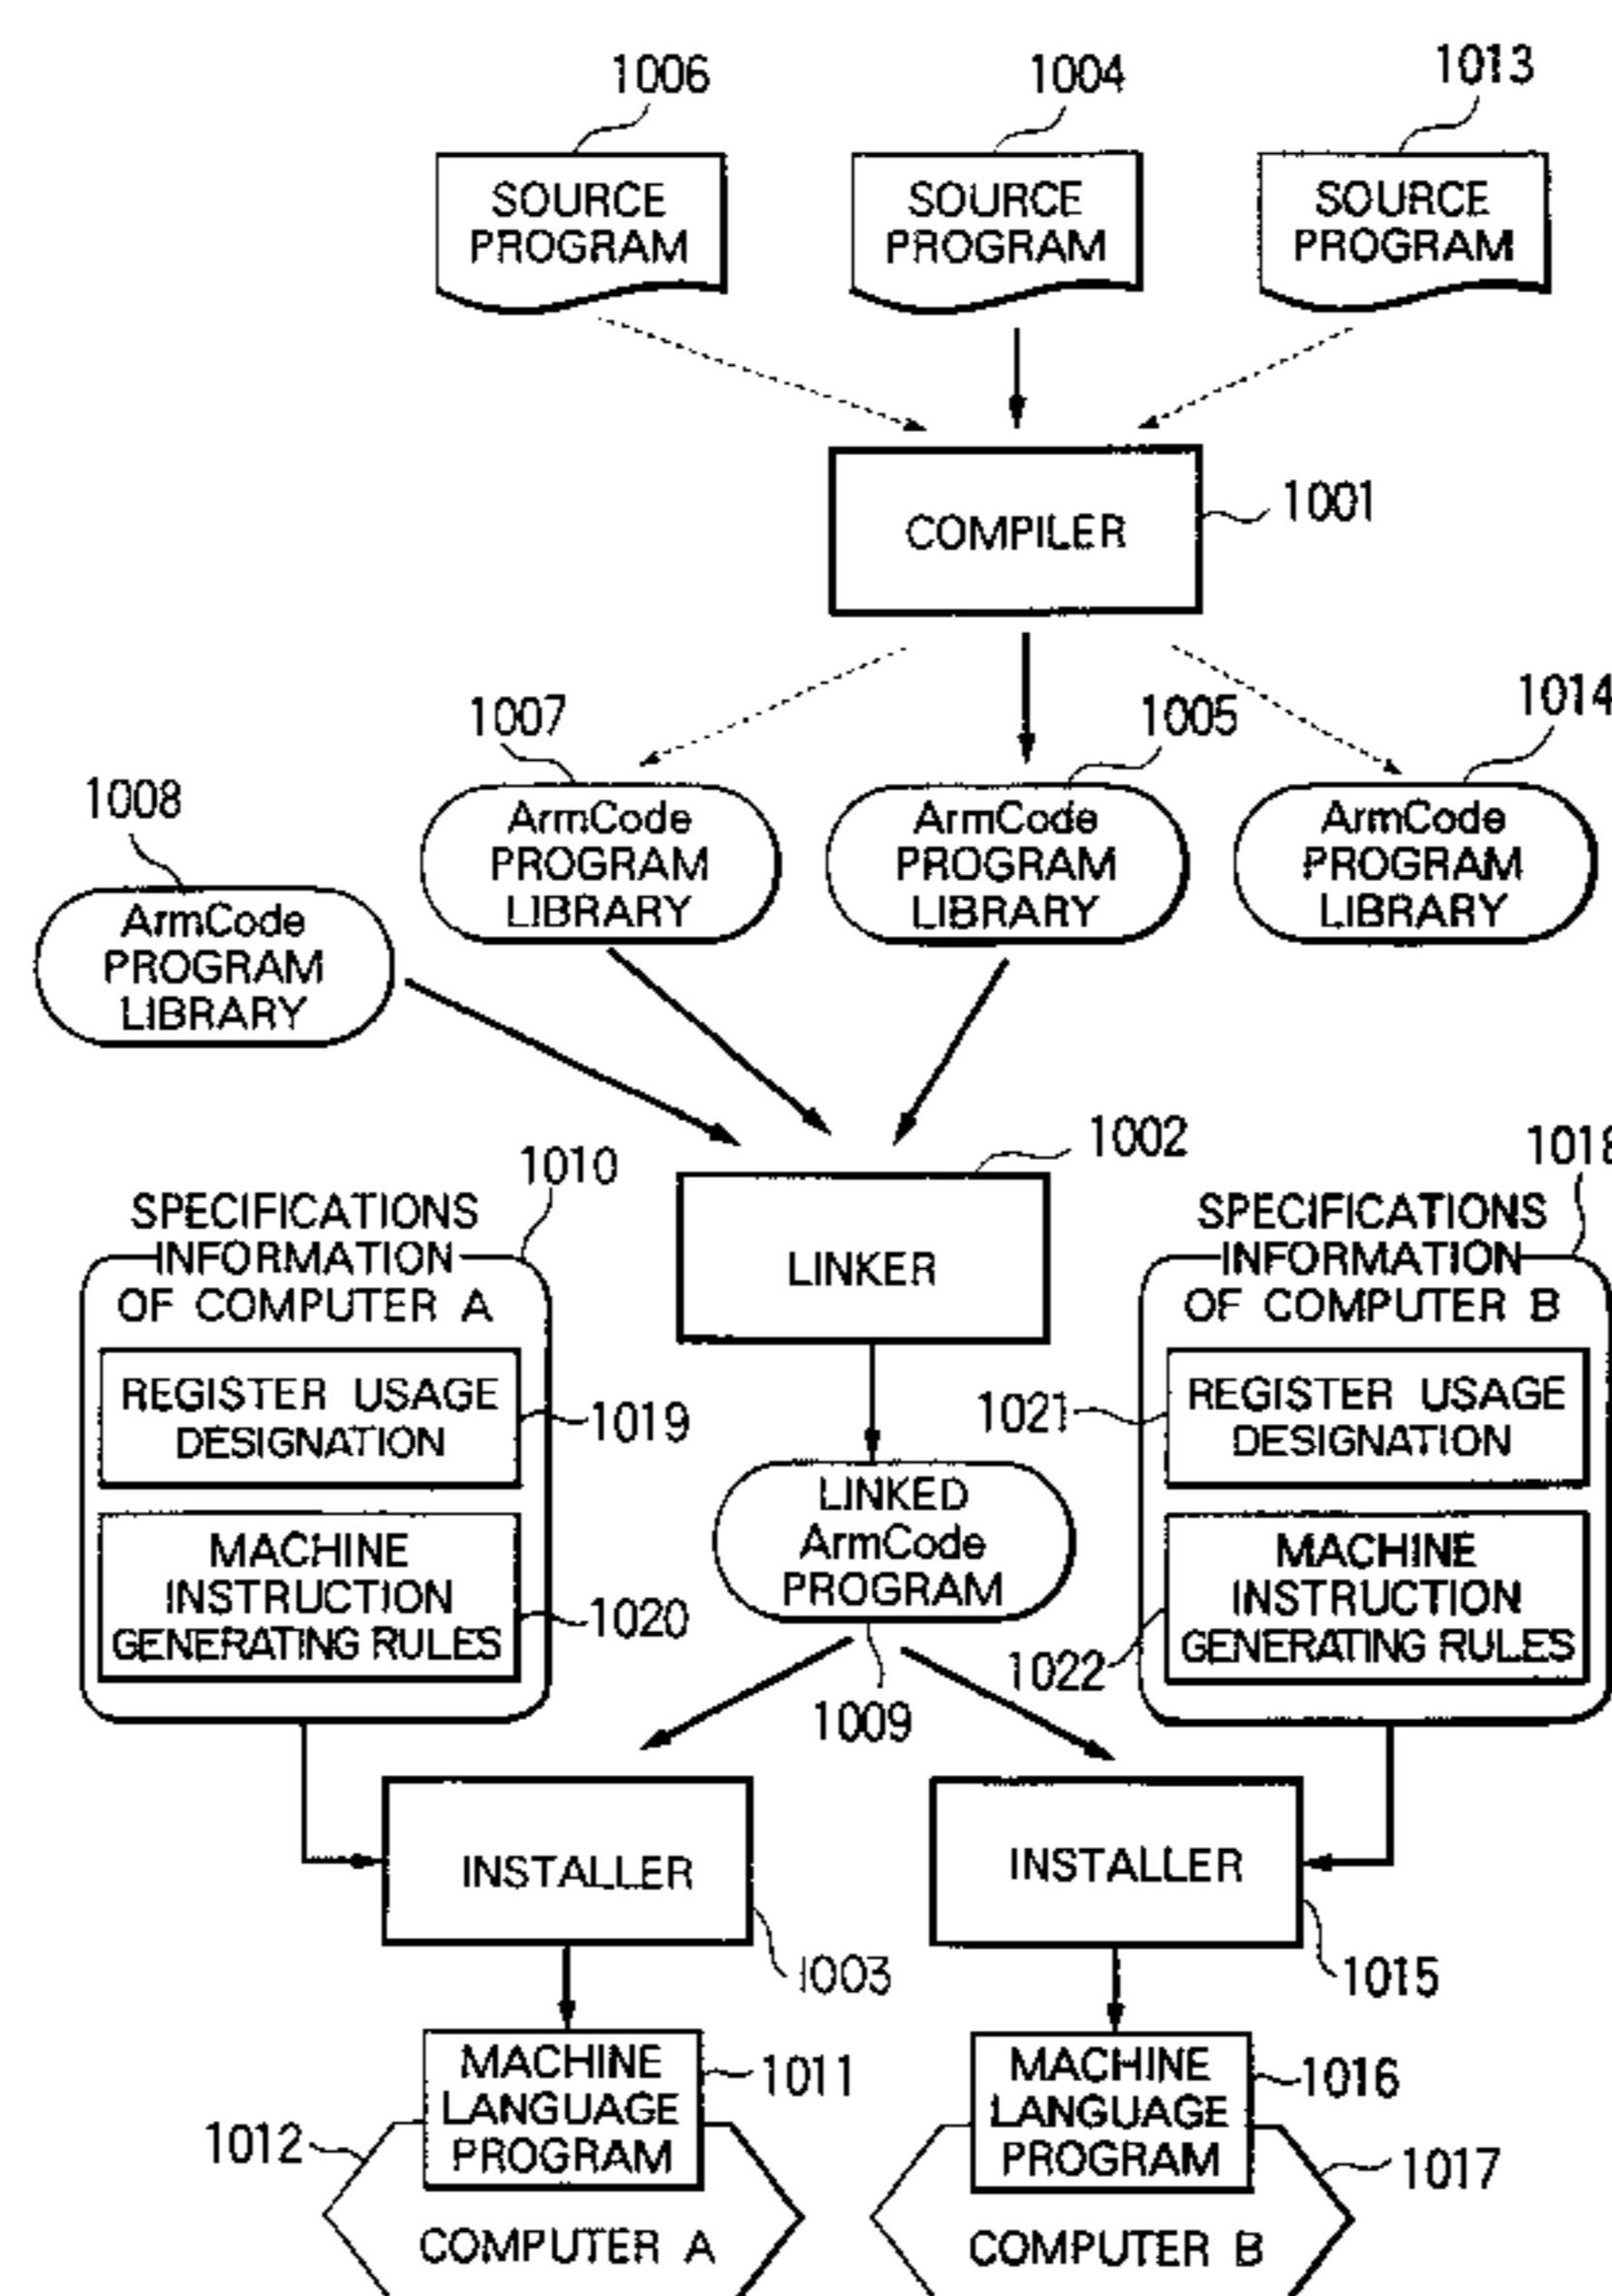 1006
1004
1013
SOURCE
PROGRAM
SOURCE
PROGRAM
SOURCE
PROGRAM
COMPILER
1001
1007
1005
1014
1008
ArmCode
PROGRAM
LIBRARY
ArmCode
PROGRAM
LIBRARY
ArmCode
PROGRAM
LIBRARY
ArmCode
PROGRAM
LIBRARY
1002
1010
1018
SPECIFICATIONS
INFORMATION
OF COMPUTER A
LINKER
SPECIFICATIONS
INFORMATION
OF COMPUTER B
REGISTER USAGE
DESIGNATION
1019
1021
REGISTER USAGE
DESIGNATION
MACHINE
INSTRUCTION
GENERATING RULES
1020
LINKED
ArmCode
PROGRAM
1009
1022
MACHINE
INSTRUCTION
GENERATING RULES
INSTALLER
1003
INSTALLER
1015
MACHINE
LANGUAGE
PROGRAM
1011
1012
COMPUTER A
MACHINE
LANGUAGE
PROGRAM
1016
1017
COMPUTER B